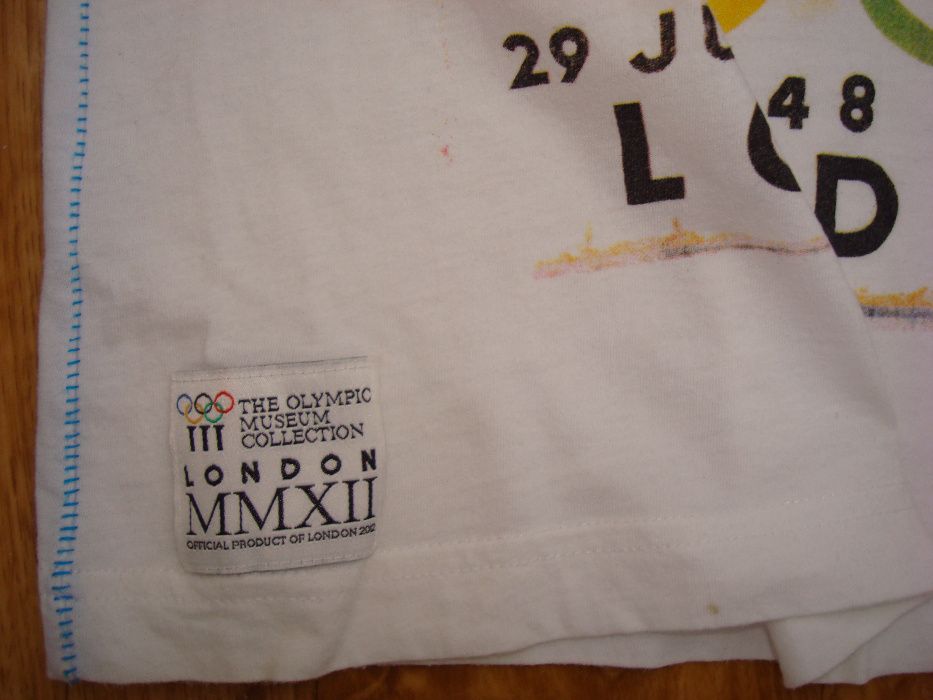 29 JU
48
L
D
THE OLYMPIC
MUSEUM
COLLECTION
LONDON
MMXII
OFFICIAL PRODUCT OF LONDON 2012